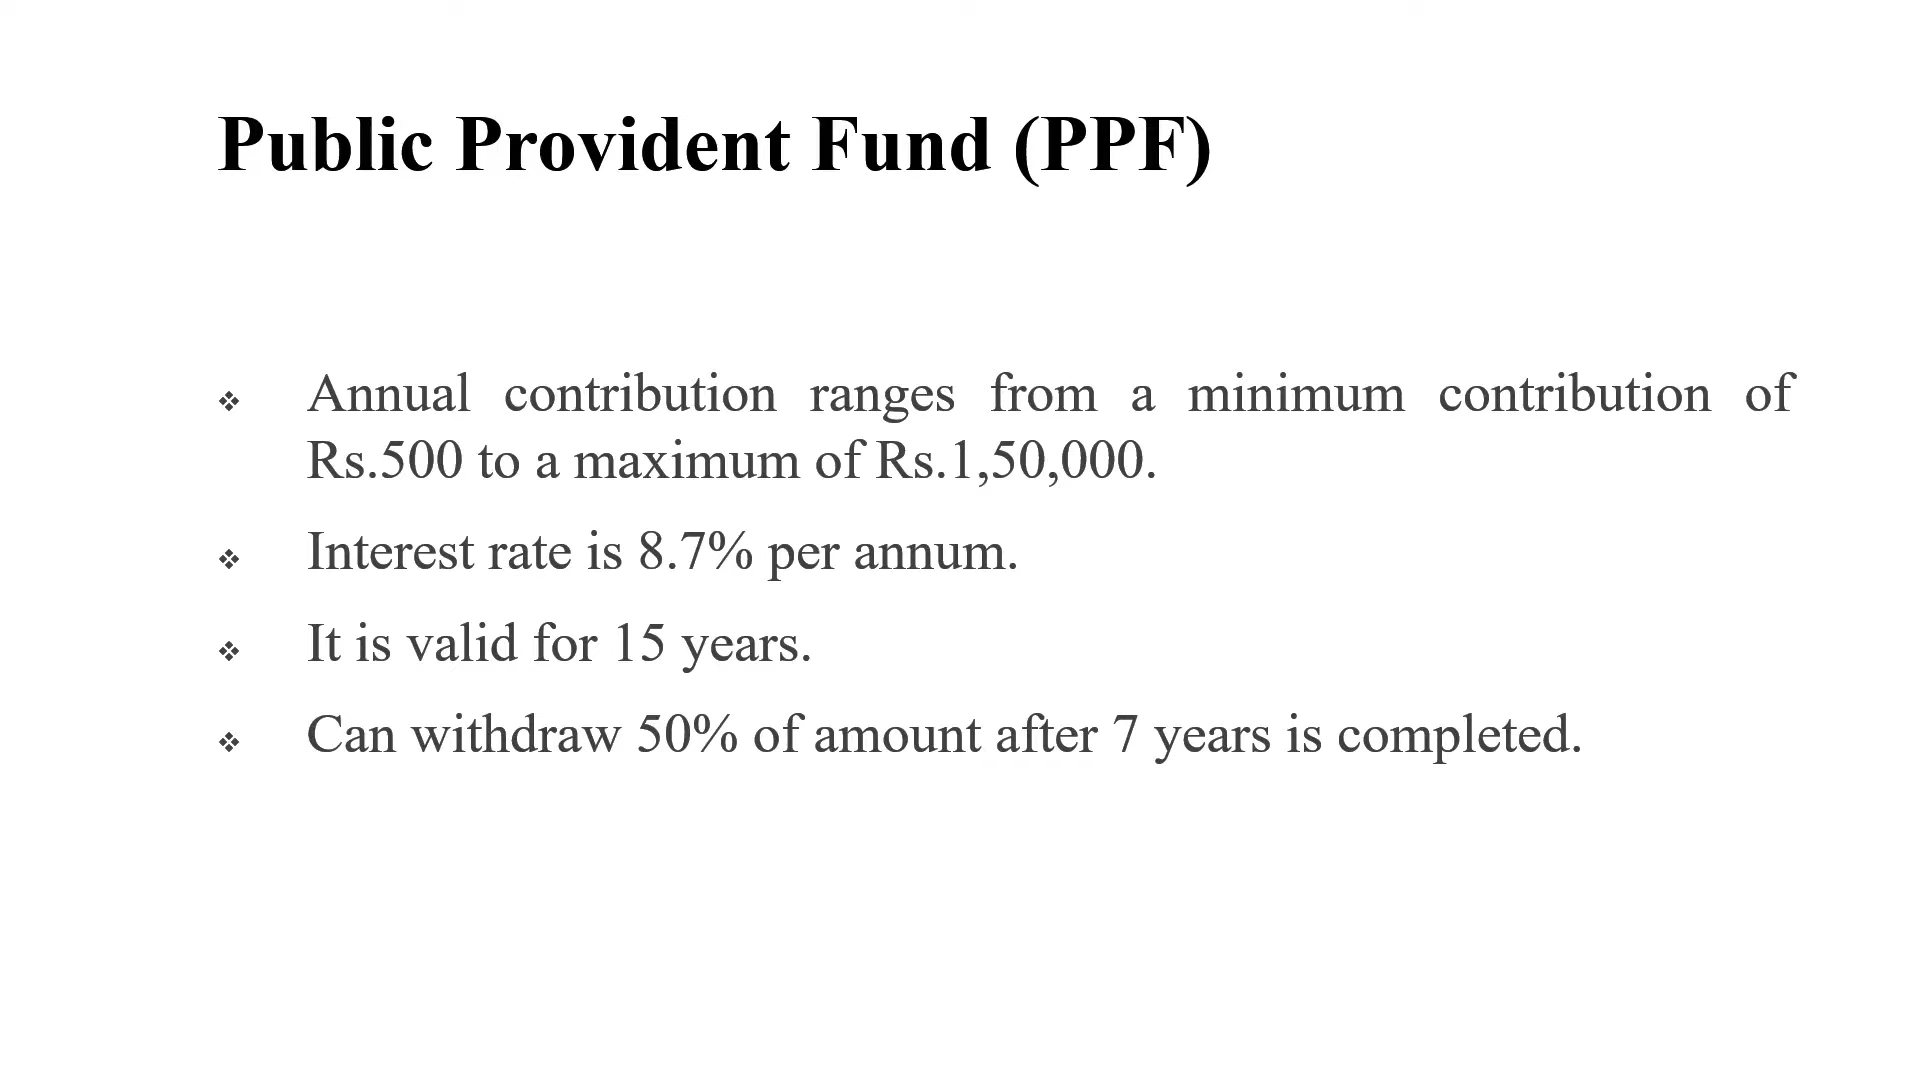 Public Provident Fund (PPF)
❖ Annual contribution ranges from a minimum contribution of
Rs.500 to a maximum of Rs.1,50,000.
❖ Interest rate is 8.7% per annum.
❖ It is valid for 15 years.
❖ Can withdraw 50% of amount after 7 years is completed.